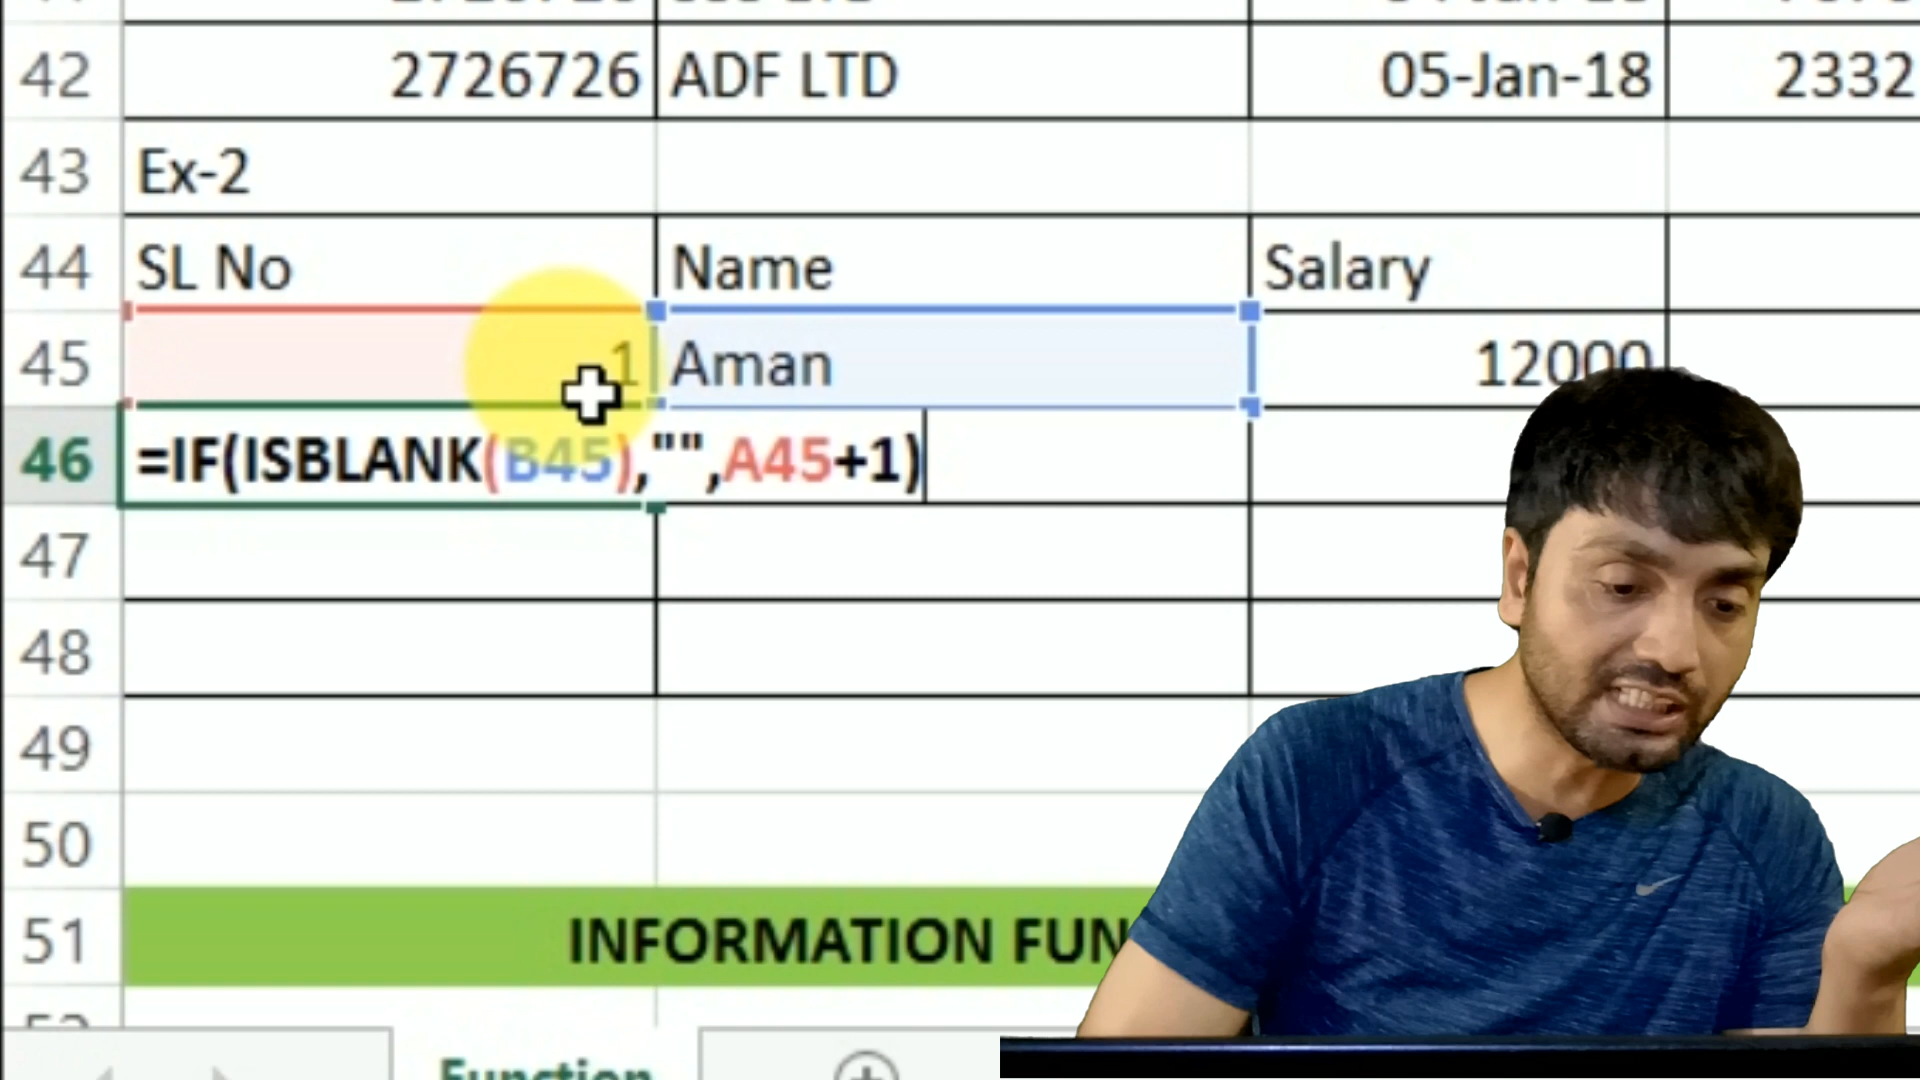 42 2726726 ADF LTD 05-Jan-18 2332
43 Ex-2
44 SL No Name Salary
45 1 Aman 12000
46 =IF(ISBLANK(B45),"",A45+1)
47
48
49
50
51 INFORMATION FUN
Function